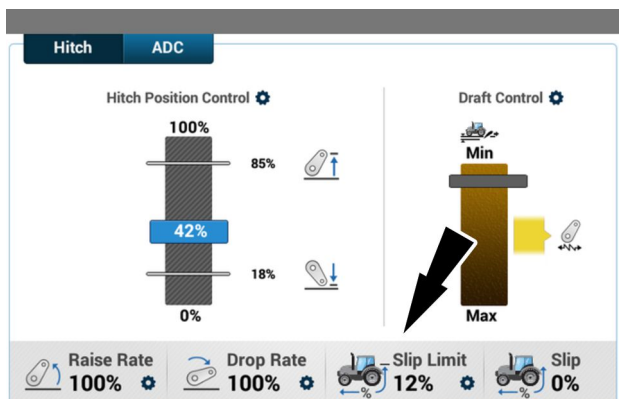 Hitch
ADC
Hitch Position Control
100%
85%
42%
18%
0%
Draft Control
Min
Max
Raise Rate
100%
Drop Rate
100%
Slip Limit
12%
%
Slip
0%
%